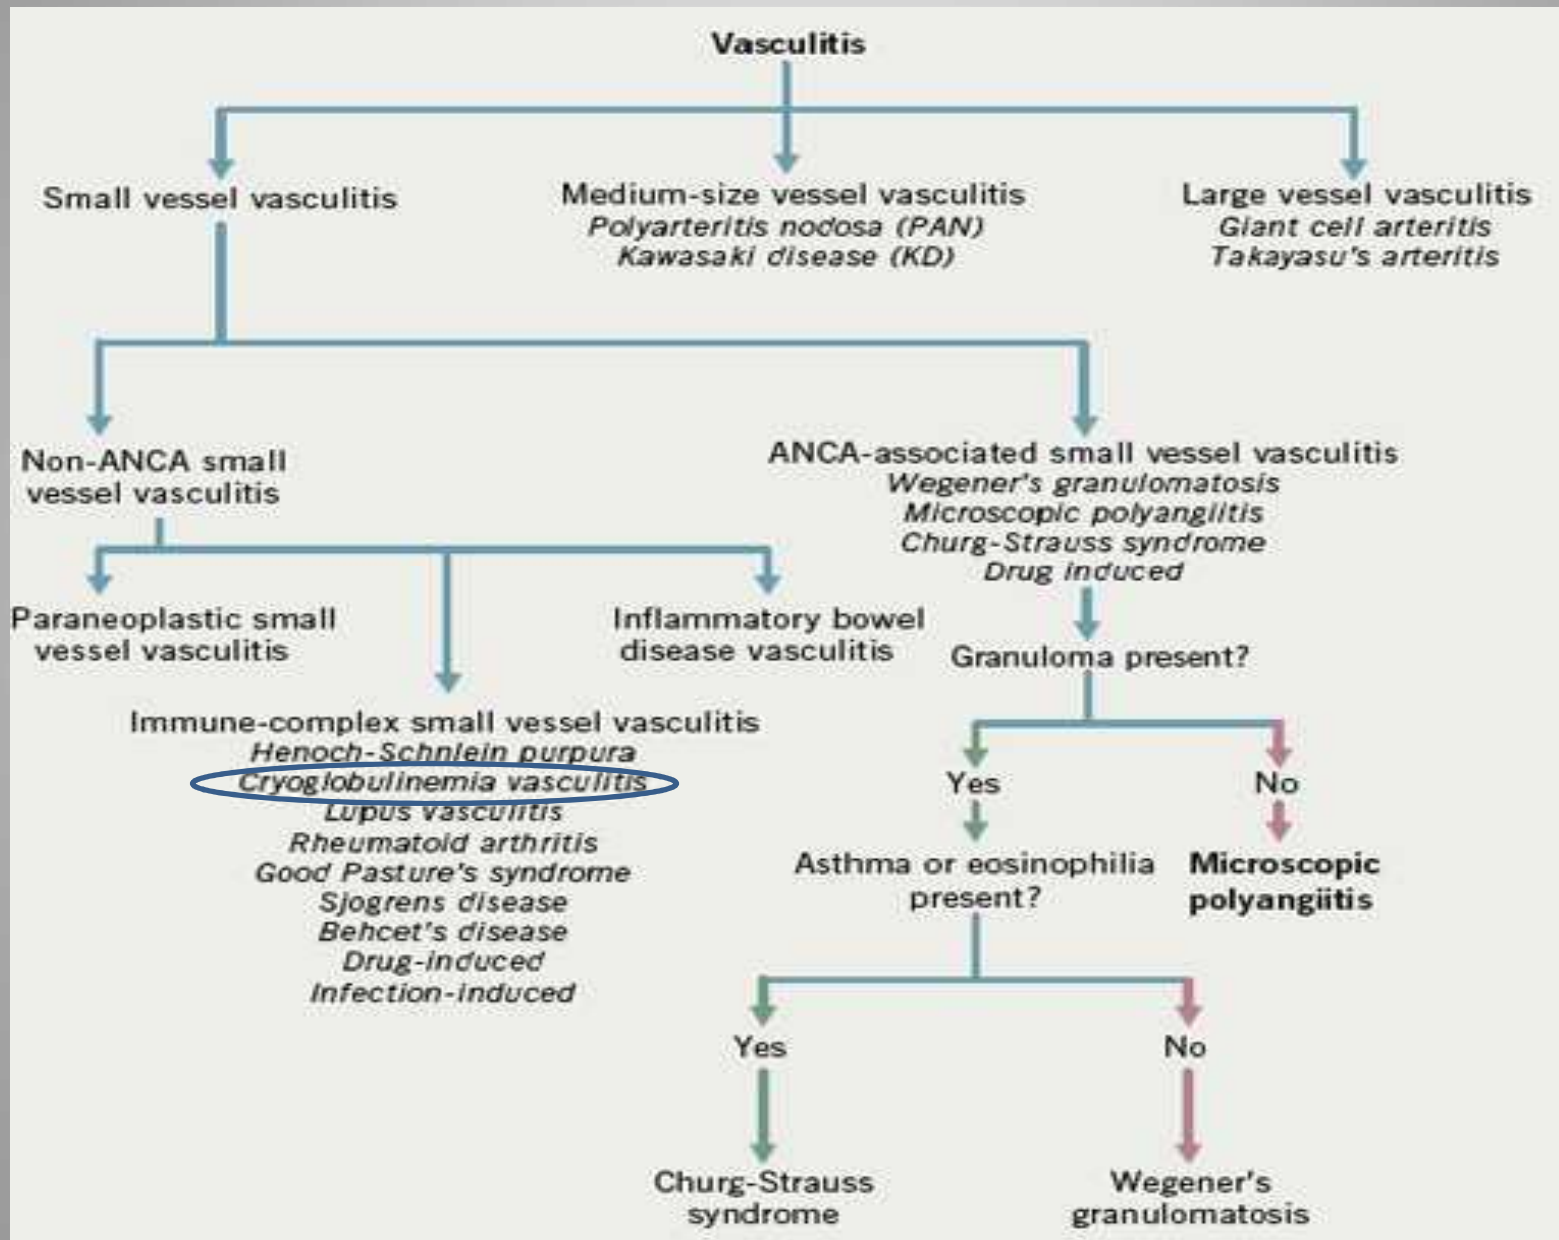 Vasculitis
Small vessel vasculitis
Medium-size vessel vasculitis
Polyarteritis nodosa (PAN)
Kawasaki disease (KD)
Large vessel vasculitis
Giant cell arteritis
Takayasu's arteritis
Non-ANCA small
vessel vasculitis
ANCA-associated small vessel vasculitis
Wegener's granulomatosis
Microscopic polyangiitis
Churg-Strauss syndrome
Drug induced
Paraneoplastic small
vessel vasculitis
Inflammatory bowel
disease vasculitis
Immune-complex small vessel vasculitis
Henoch-Schnlein purpura
Cryoglobulinemia vasculitis
Lupus vasculitis
Rheumatoid arthritis
Good Pasture's syndrome
Sjogrens disease
Behcet's disease
Drug-induced
Infection-induced
Granuloma present?
Yes
No
Asthma or eosinophilia
present?
Microscopic
polyangiitis
Yes
No
Churg-Strauss
syndrome
Wegener's
granulomatosis